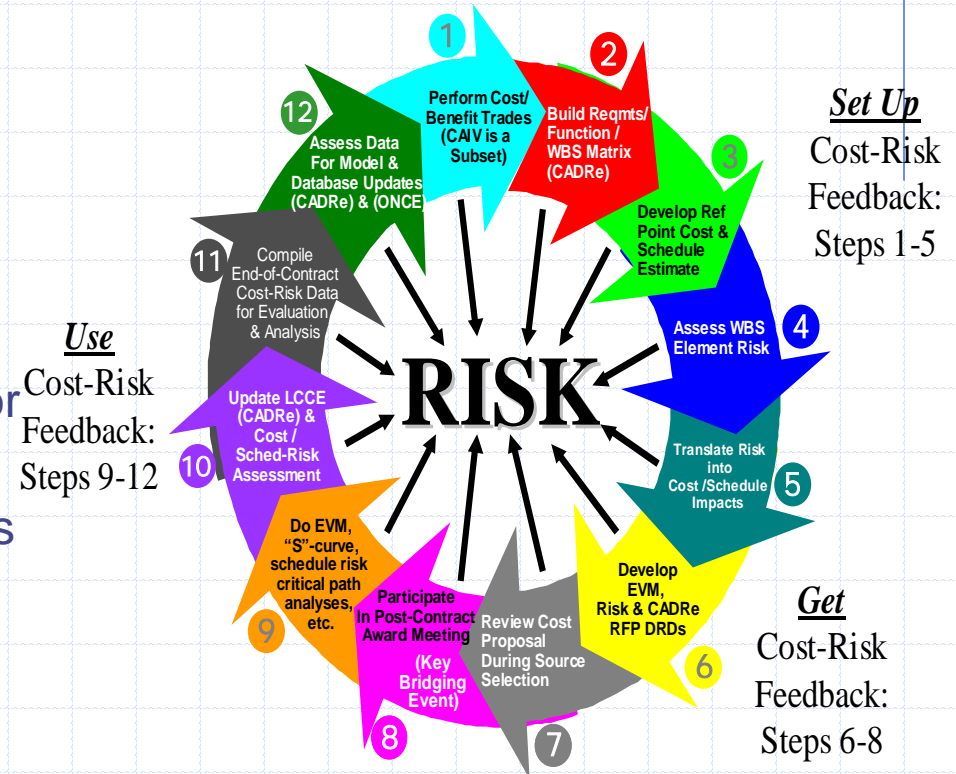 1
Perform Cost/
Benefit Trades
(CAIV is a
Subset)
2
Build Reqmts/
Function /
WBS Matrix
(CADRe)
3
Develop Ref
Point Cost &
Schedule
Estimate
4
Assess WBS
Element Risk
5
Translate Risk
into
Cost /Schedule
Impacts
6
Develop
EVM,
Risk & CADRe
RFP DRDs
7
Review Cost
Proposal
During Source
Selection
8
Participate
In Post-Contract
Award Meeting
(Key
Bridging
Event)
9
Do EVM,
“S”-curve,
schedule risk
critical path
analyses,
etc.
10
Update LCCE
(CADRe) &
Cost /
Sched-Risk
Assessment
11
Compile
End-of-Contract
Cost-Risk Data
for Evaluation
& Analysis
12
Assess Data
For Model &
Database Updates
(CADRe) & (ONCE)
RISK
Set Up
Cost-Risk
Feedback:
Steps 1-5
Get
Cost-Risk
Feedback:
Steps 6-8
Use
Cost-Risk
Feedback:
Steps 9-12
or
s